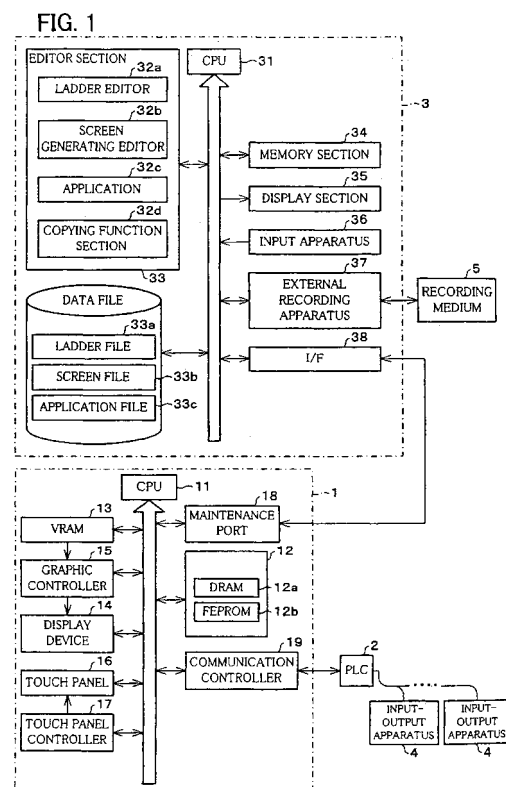 FIG. 1
EDITOR SECTION
32a
LADDER EDITOR
32b
SCREEN
GENERATING EDITOR
32c
APPLICATION
32d
COPYING FUNCTION
SECTION
33
DATA FILE
33a
LADDER FILE
SCREEN FILE
33b
APPLICATION FILE
33c
CPU
31
3
34
MEMORY SECTION
35
DISPLAY SECTION
36
INPUT APPARATUS
37
EXTERNAL
RECORDING
APPARATUS
5
RECORDING
MEDIUM
38
I/F
CPU
11
1
13
VRAM
15
GRAPHIC
CONTROLLER
14
DISPLAY
DEVICE
16
TOUCH PANEL
17
TOUCH PANEL
CONTROLLER
18
MAINTENANCE
PORT
12
DRAM
12a
FEPROM
12b
19
COMMUNICATION
CONTROLLER
2
PLC
INPUT-
OUTPUT
APPARATUS
4
INPUT-
OUTPUT
APPARATUS
4